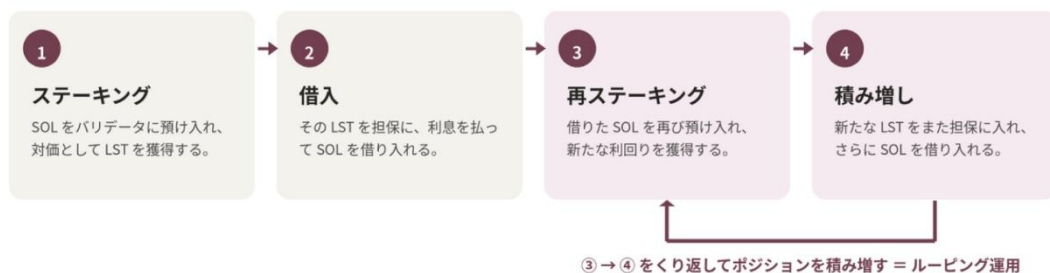 1
ステーキング
SOL をバリデータに預け入れ、
対価として LST を獲得する。
2
借入
その LST を担保に、利息を払っ
て SOL を借り入れる。
3
再ステーキング
借りた SOL を再び預け入れ、
新たな利回りを獲得する。
4
積み増し
新たな LST をまた担保に入れ、
さらに SOL を借り入れる。
③ → ④ をくり返してポジションを積み増す = ルーピング運用